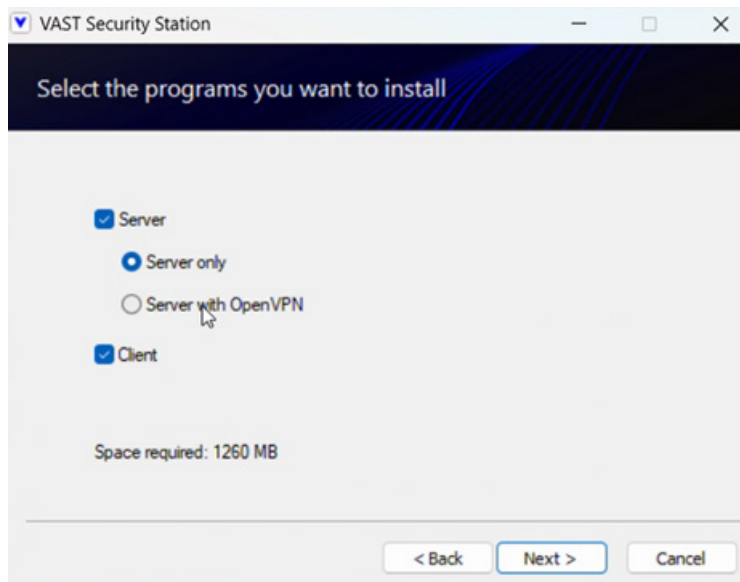 VAST Security Station
Select the programs you want to install
Server
Server only
Server with OpenVPN
Client
Space required: 1260 MB
< Back Next > Cancel